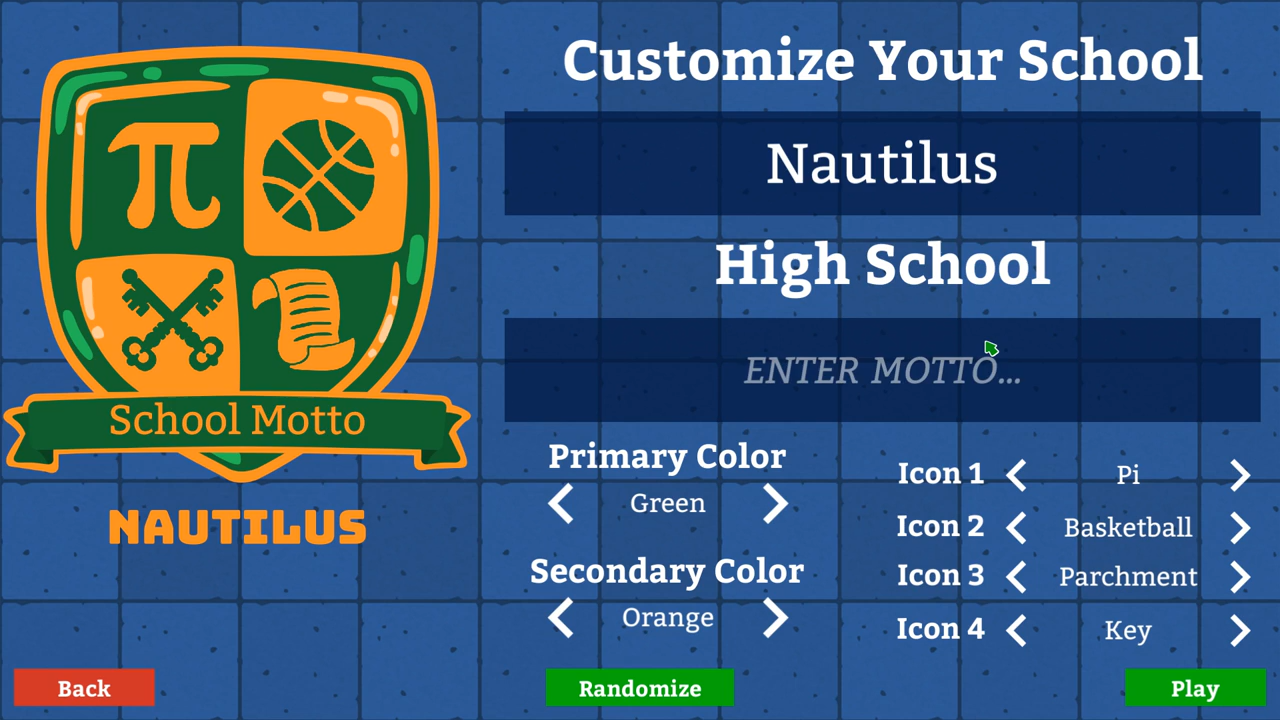 Customize Your School
Nautilus
High School
ENTER MOTTO...
School Motto
NAUTILUS
Primary Color
Green
Secondary Color
Orange
Icon 1 Pi
Icon 2 Basketball
Icon 3 Parchment
Icon 4 Key
Back
Randomize
Play